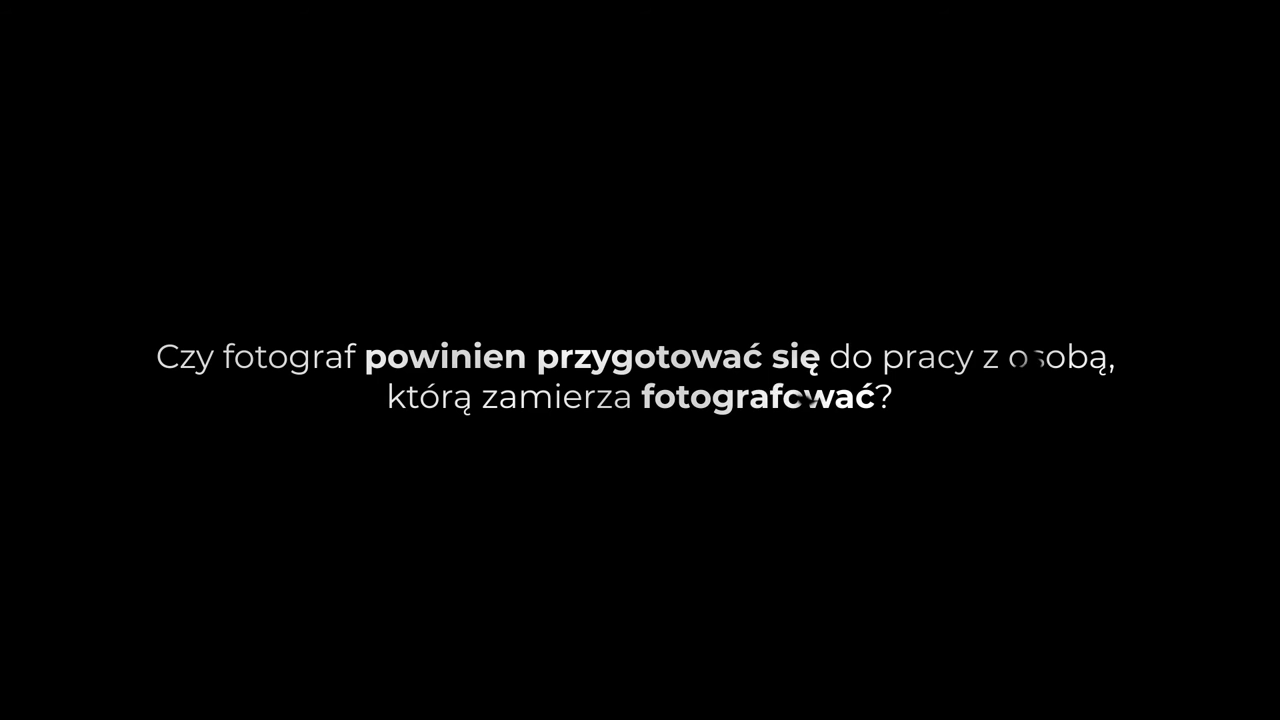 Czy fotograf powinien przygotować się do pracy z osobą,
którą zamierza fotografować?